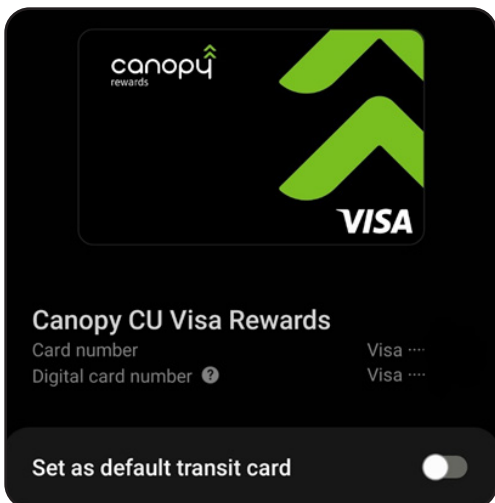 canopy
rewards
VISA
Canopy CU Visa Rewards
Card number Visa ····
Digital card number ? Visa ····
Set as default transit card